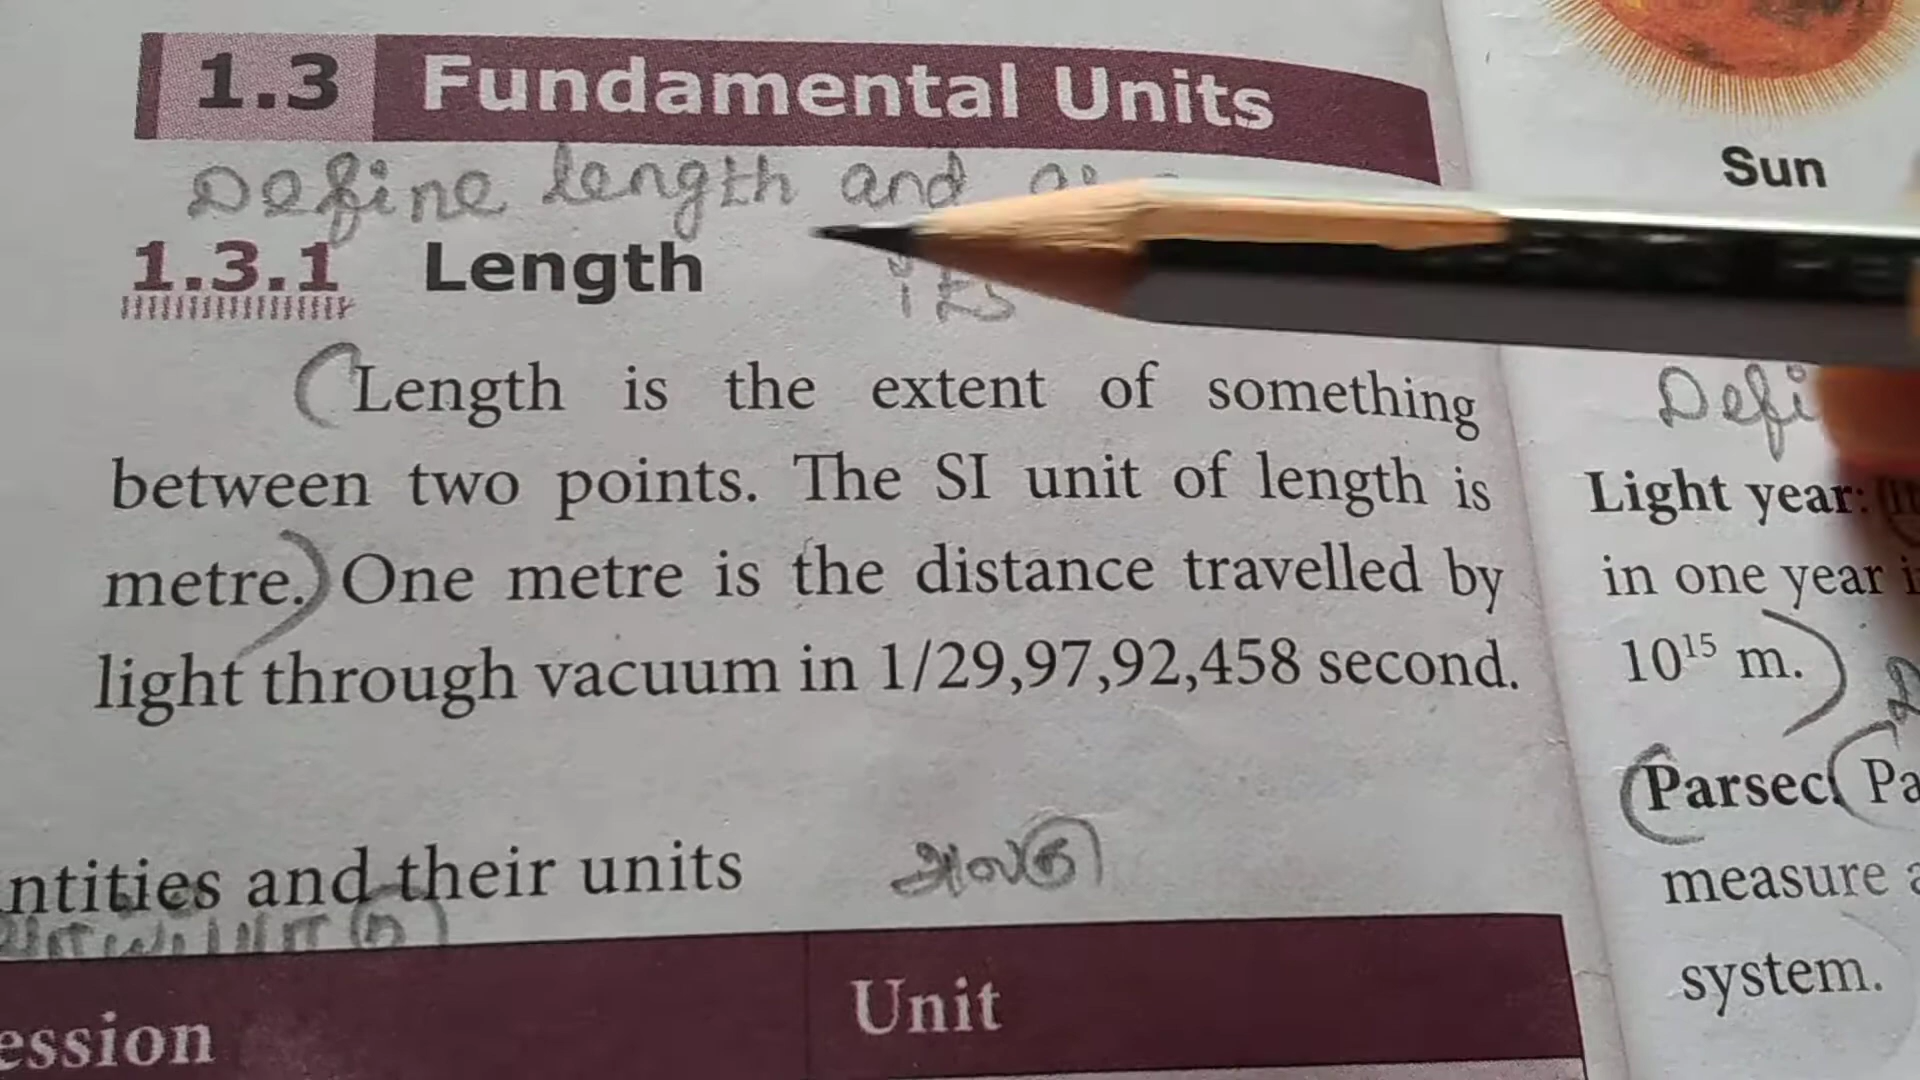 1.3 Fundamental Units
Define length and
1.3.1 Length
its
(Length is the extent of something
between two points. The SI unit of length is
metre.) One metre is the distance travelled by
light through vacuum in 1/29,97,92,458 second.
ntities and their units
அலகு
ession
Unit
Sun
Defi
Light year:
in one year
10¹⁵ m.)
(Parsec: (Pa
measure a
system.